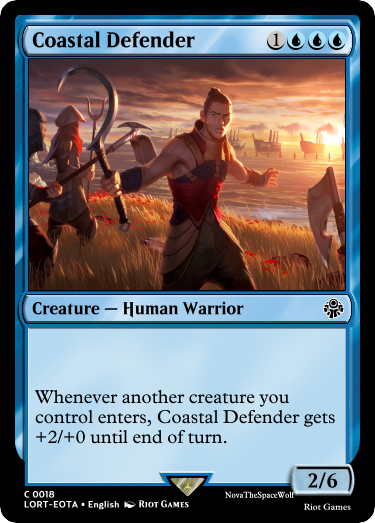 Coastal Defender 1
Creature — Human Warrior
Whenever another creature you
control enters, Coastal Defender gets
+2/+0 until end of turn.
2/6
C 0018
LORT-EOTA • English RIOT GAMES
NovaTheSpaceWolf
Riot Games